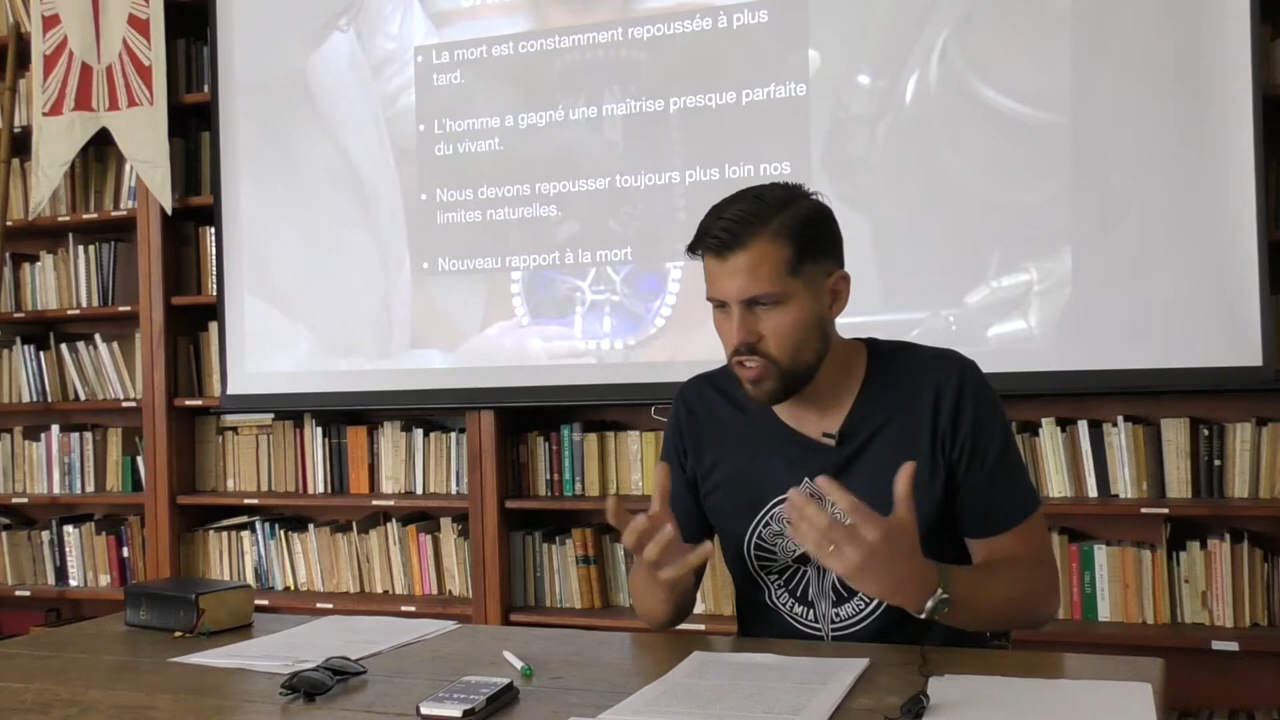 • La mort est constamment repoussée à plus
tard.
• L'homme a gagné une maîtrise presque parfaite
du vivant.
• Nous devons repousser toujours plus loin nos
limites naturelles.
• Nouveau rapport à la mort
ACADEMIA CHRIST